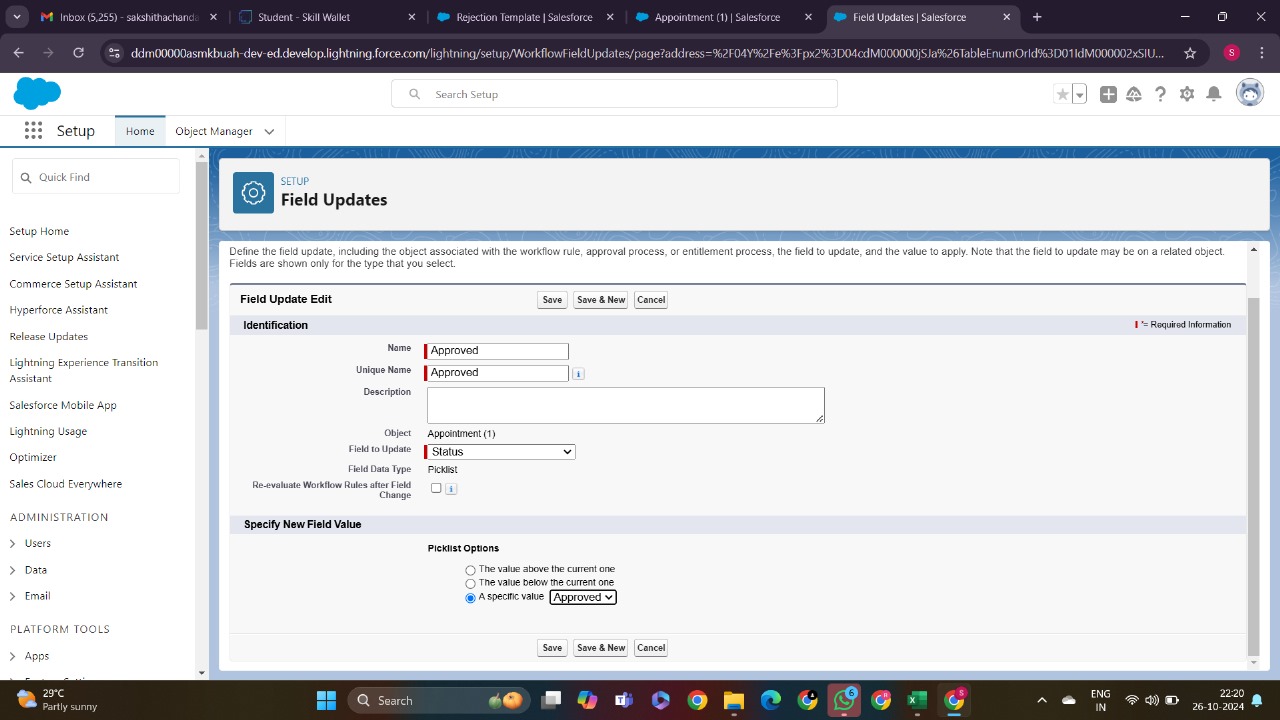 Inbox (5,255) - sakshithachanda
Student - Skill Wallet
Rejection Template | Salesforce
Appointment (1) | Salesforce
Field Updates | Salesforce
ddm00000asmkbuah-dev-ed.develop.lightning.force.com/lightning/setup/WorkflowFieldUpdates/page?address=%2F04Y%2Fe%3Fpx2%3D04cdM000000jSJa%26TableEnumOrId%3D01IdM000002xSIU...
S
Search Setup
Setup
Home
Object Manager
Quick Find
Setup Home
Service Setup Assistant
Commerce Setup Assistant
Hyperforce Assistant
Release Updates
Lightning Experience Transition
Assistant
Salesforce Mobile App
Lightning Usage
Optimizer
Sales Cloud Everywhere
ADMINISTRATION
Users
Data
Email
PLATFORM TOOLS
Apps
SETUP
Field Updates
Define the field update, including the object associated with the workflow rule, approval process, or entitlement process, the field to update, and the value to apply. Note that the field to update may be on a related object.
Fields are shown only for the type that you select.
Field Update Edit
Save
Save & New
Cancel
Identification
= Required Information
Name
Approved
Unique Name
Approved
Description
Object
Appointment (1)
Field to Update
Status
Field Data Type
Picklist
Re-evaluate Workflow Rules after Field
Change
Specify New Field Value
Picklist Options
The value above the current one
The value below the current one
A specific value
Approved
Save
Save & New
Cancel
29°C
Partly sunny
Search
6
ENG
IN
22:20
26-10-2024